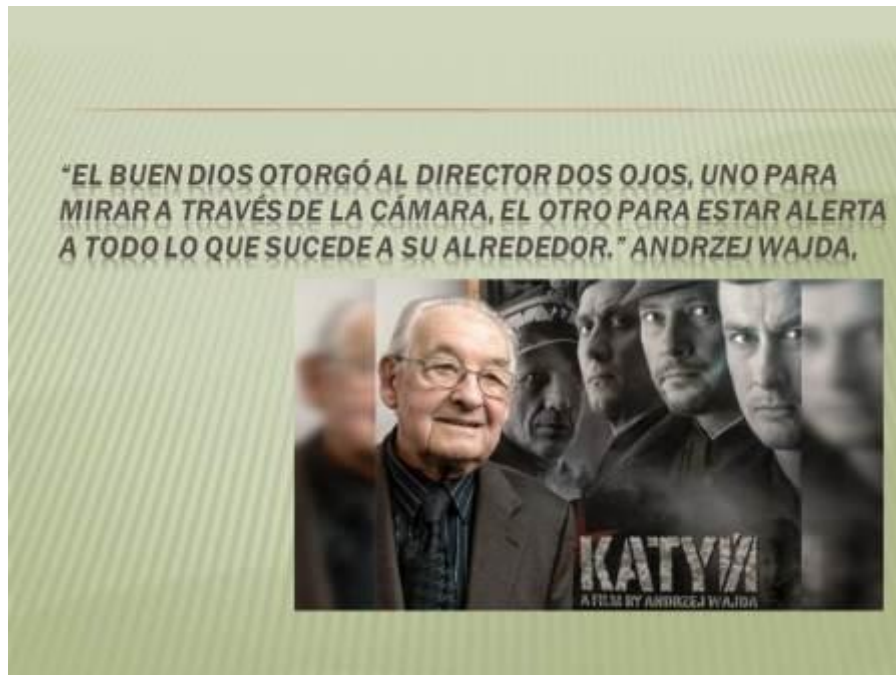 “EL BUEN DIOS OTORGÓ AL DIRECTOR DOS OJOS, UNO PARA
MIRAR A TRAVÉS DE LA CÁMARA, EL OTRO PARA ESTAR ALERTA
A TODO LO QUE SUCEDE A SU ALREDEDOR.” ANDRZEJ WAJDA,
KATYŃ
A FILM BY ANDRZEJ WAJDA